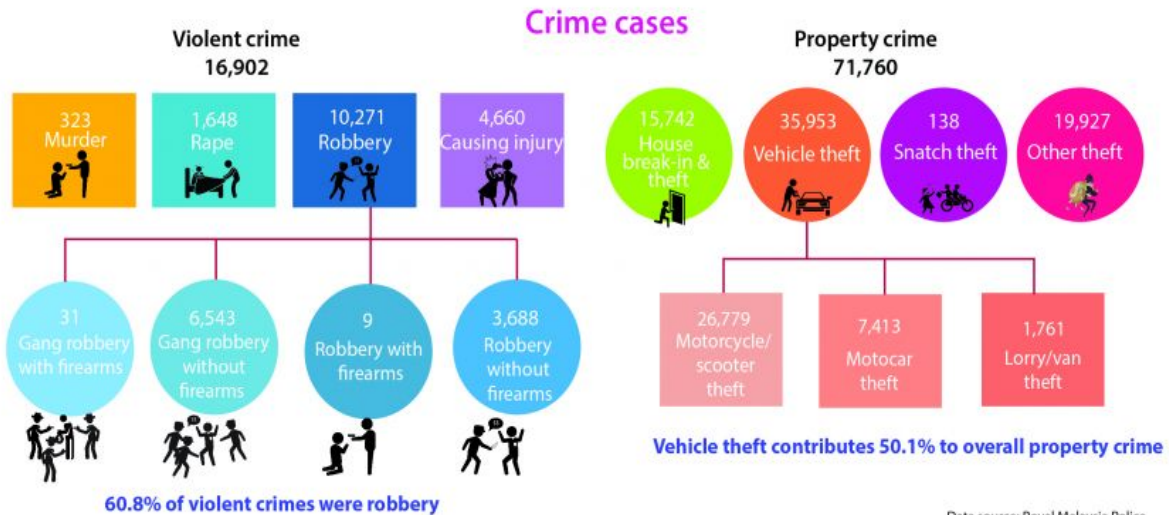 Crime cases
Violent crime
16,902
323
Murder
1,648
Rape
10,271
Robbery
4,660
Causing injury
31
Gang robbery
with firearms
6,543
Gang robbery
without
firearms
9
Robbery with
firearms
3,688
Robbery
without
firearms
60.8% of violent crimes were robbery
Property crime
71,760
15,742
House
break-in &
theft
35,953
Vehicle theft
138
Snatch theft
19,927
Other theft
26,779
Motorcycle/
scooter
theft
7,413
Motocar
theft
1,761
Lorry/van
theft
Vehicle theft contributes 50.1% to overall property crime